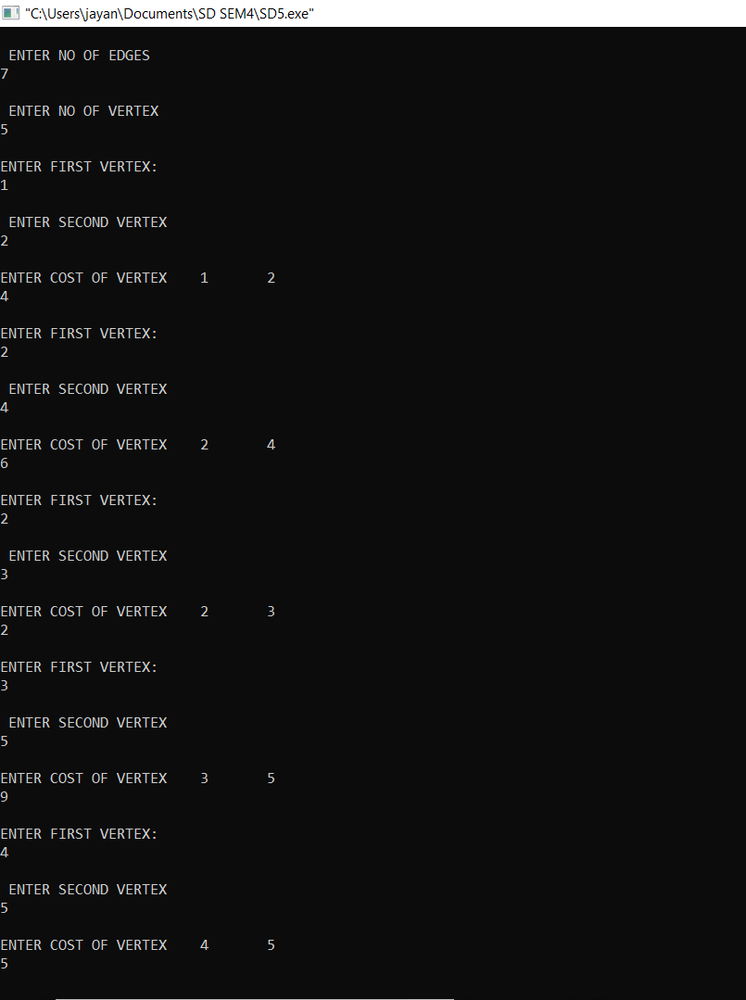 "C:\Users\jayan\Documents\SD SEM4\SD5.exe"
ENTER NO OF EDGES
7
ENTER NO OF VERTEX
5
ENTER FIRST VERTEX:
1
ENTER SECOND VERTEX
2
ENTER COST OF VERTEX 1 2
4
ENTER FIRST VERTEX:
2
ENTER SECOND VERTEX
4
ENTER COST OF VERTEX 2 4
6
ENTER FIRST VERTEX:
2
ENTER SECOND VERTEX
3
ENTER COST OF VERTEX 2 3
2
ENTER FIRST VERTEX:
3
ENTER SECOND VERTEX
5
ENTER COST OF VERTEX 3 5
9
ENTER FIRST VERTEX:
4
ENTER SECOND VERTEX
5
ENTER COST OF VERTEX 4 5
5